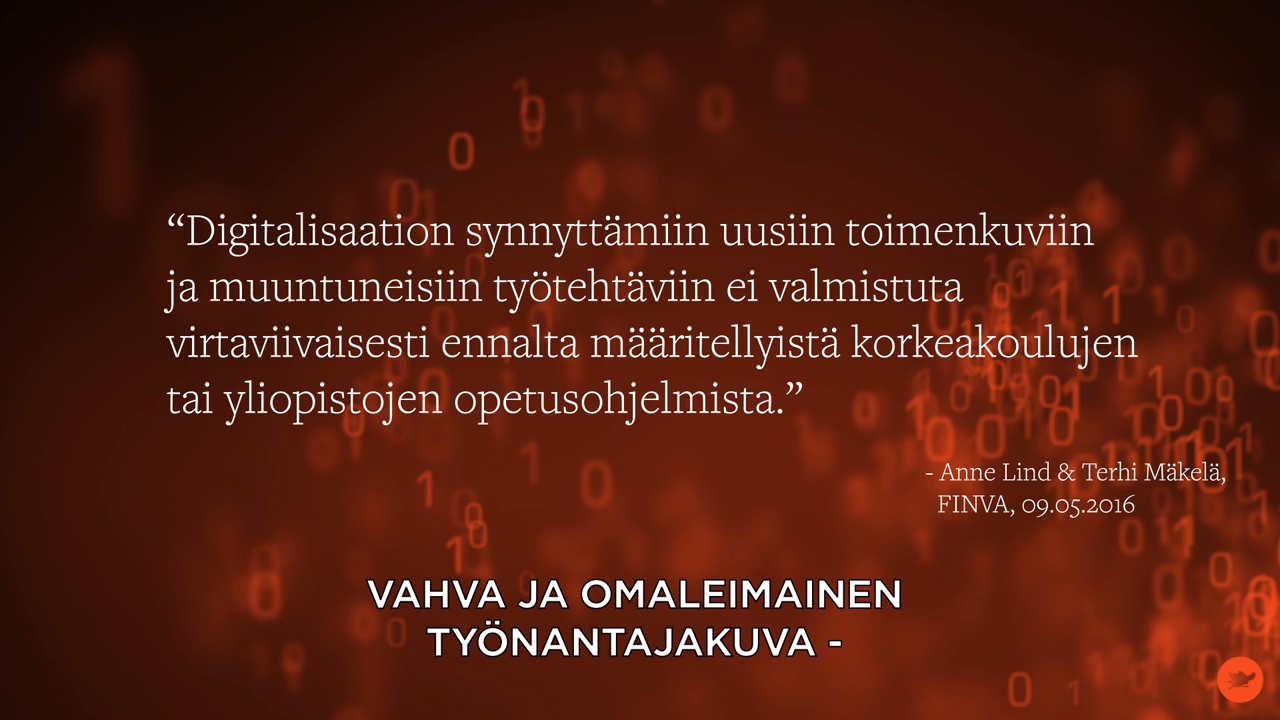 “Digitalisaation synnyttämiin uusiin toimenkuviin
ja muuntuneisiin työtehtäviin ei valmistuta
virtaviivaisesti ennalta määritellyistä korkeakoulujen
tai yliopistojen opetusohjelmista.”
- Anne Lind & Terhi Mäkelä,
FINVA, 09.05.2016
VAHVA JA OMALEIMAINEN
TYÖNANTAJAKUVA -